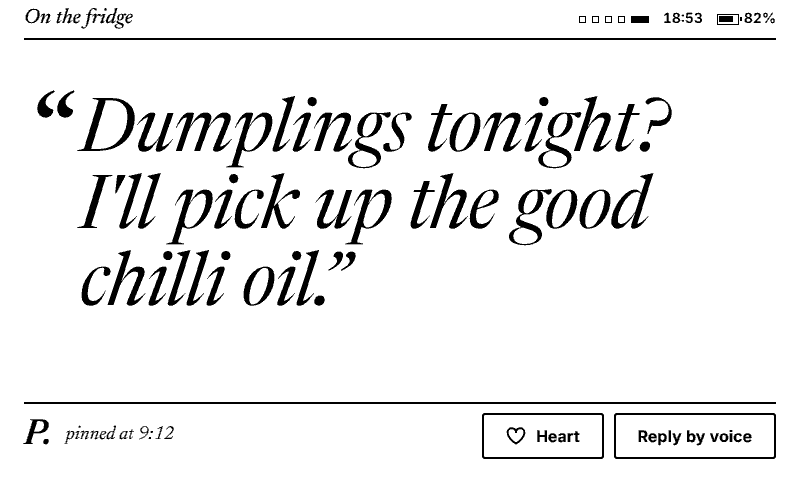 On the fridge
18:53 82%
“Dumplings tonight?
I'll pick up the good
chilli oil.”
P. pinned at 9:12
Heart
Reply by voice